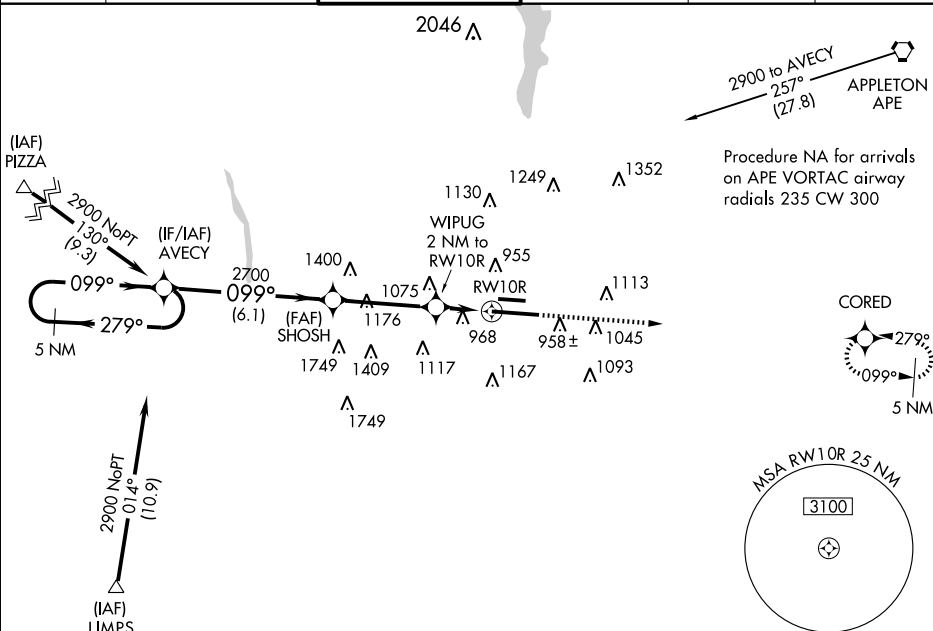 2046
2900 to AVECY
257°
(27.8)
APPLETON
APE
Procedure NA for arrivals
on APE VORTAC airway
radials 235 CW 300
(IAF)
PIZZA
2900 NoPT
130°
(9.3)
(IF/IAF)
AVECY
1130
1249
1352
WIPUG
2 NM to
RW10R
955
1400
2700
099°
(6.1)
099°
279°
5 NM
1075
RW10R
1113
(FAF)
SHOSH
1176
968
958±
1045
1749
1409
1117
1167
1093
1749
CORED
279°
099°
5 NM
2900 NoPT
014°
(10.9)
(IAF)
LIMPS
MSA RW10R 25 NM
3100